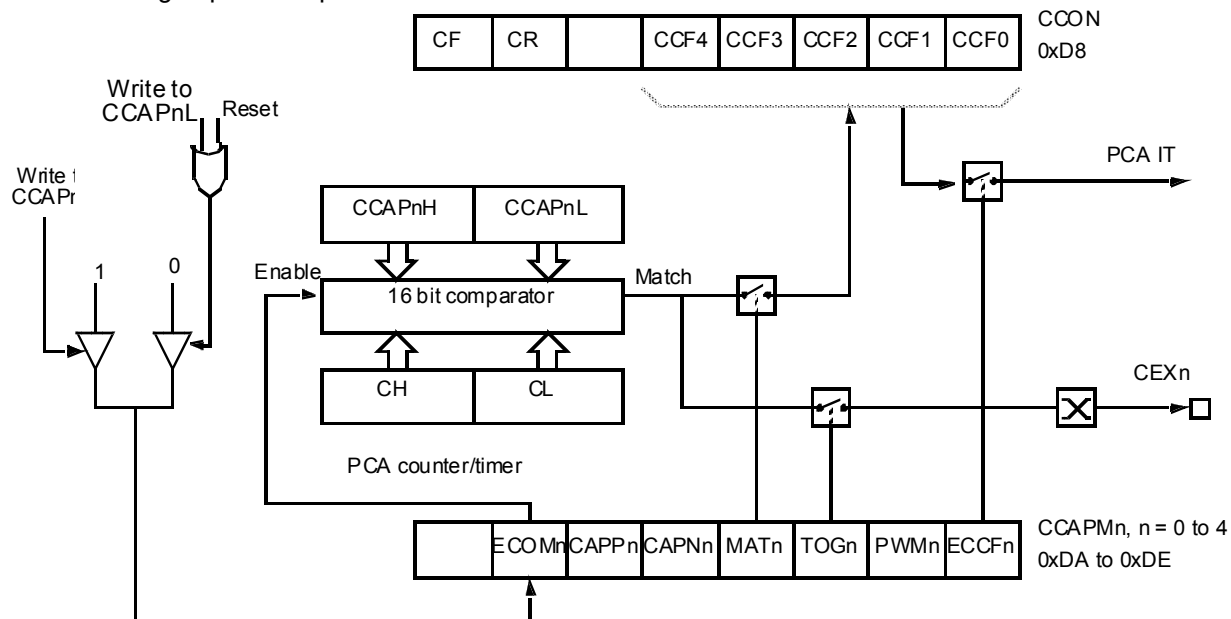 CF CR CCF4 CCF3 CCF2 CCF1 CCF0
CCON
0xD8
Write to
CCAPnL
Reset
Write
1
0
PCA IT
CCAPnH CCAPnL
Enable
16 bit comparator
Match
CH CL
CEXn
PCA counter/timer
ECOMn CAPPn CAPNn MATn TOGn PWMn ECCFn
CCAPMn, n = 0 to 4
0xDA to 0xDE